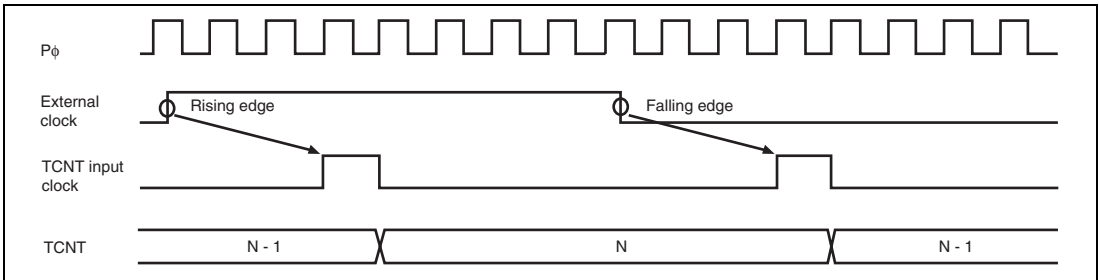 Pϕ
External
clock
Rising edge
Falling edge
TCNT input
clock
TCNT
N - 1
N
N - 1